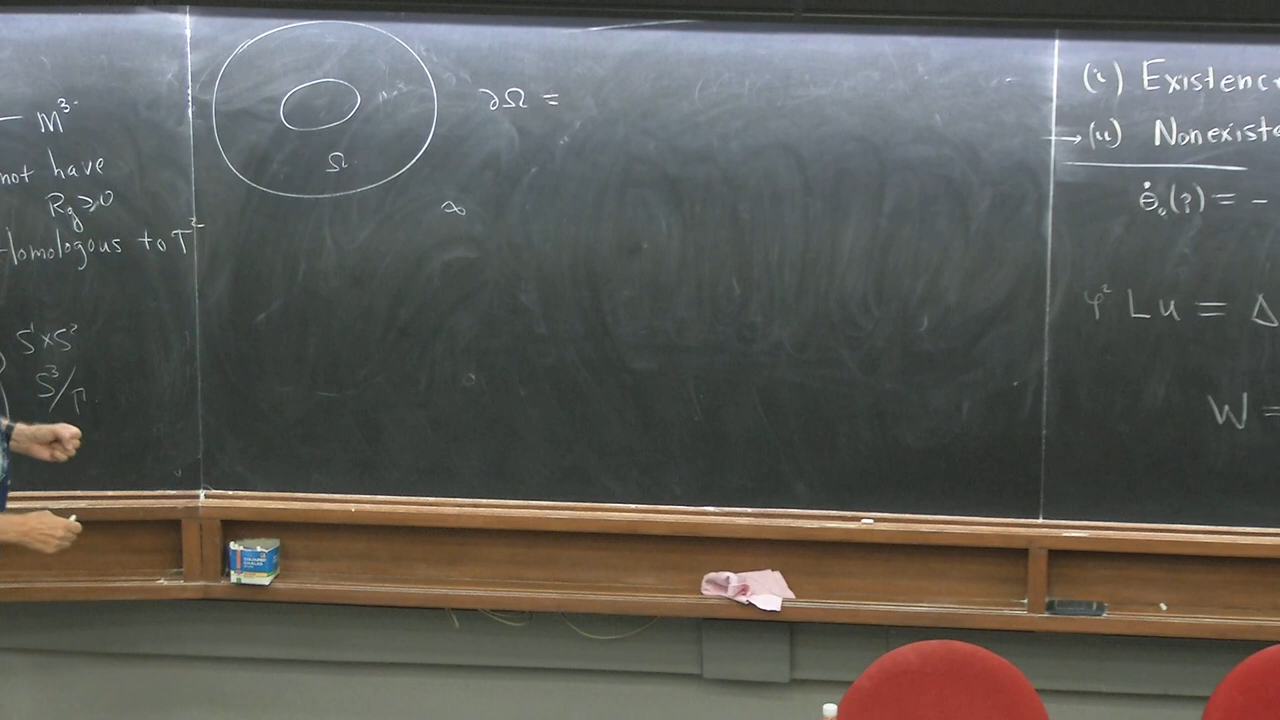 — M³
not have
R_g ≥ 0
Homologous to T²
S¹×S²
S³/Γ
Ω
∂Ω =
∞
(i) Existenc
→ (ii) Nonexiste
θ̇₀(?) = -
φ² Lu = Δ
W =